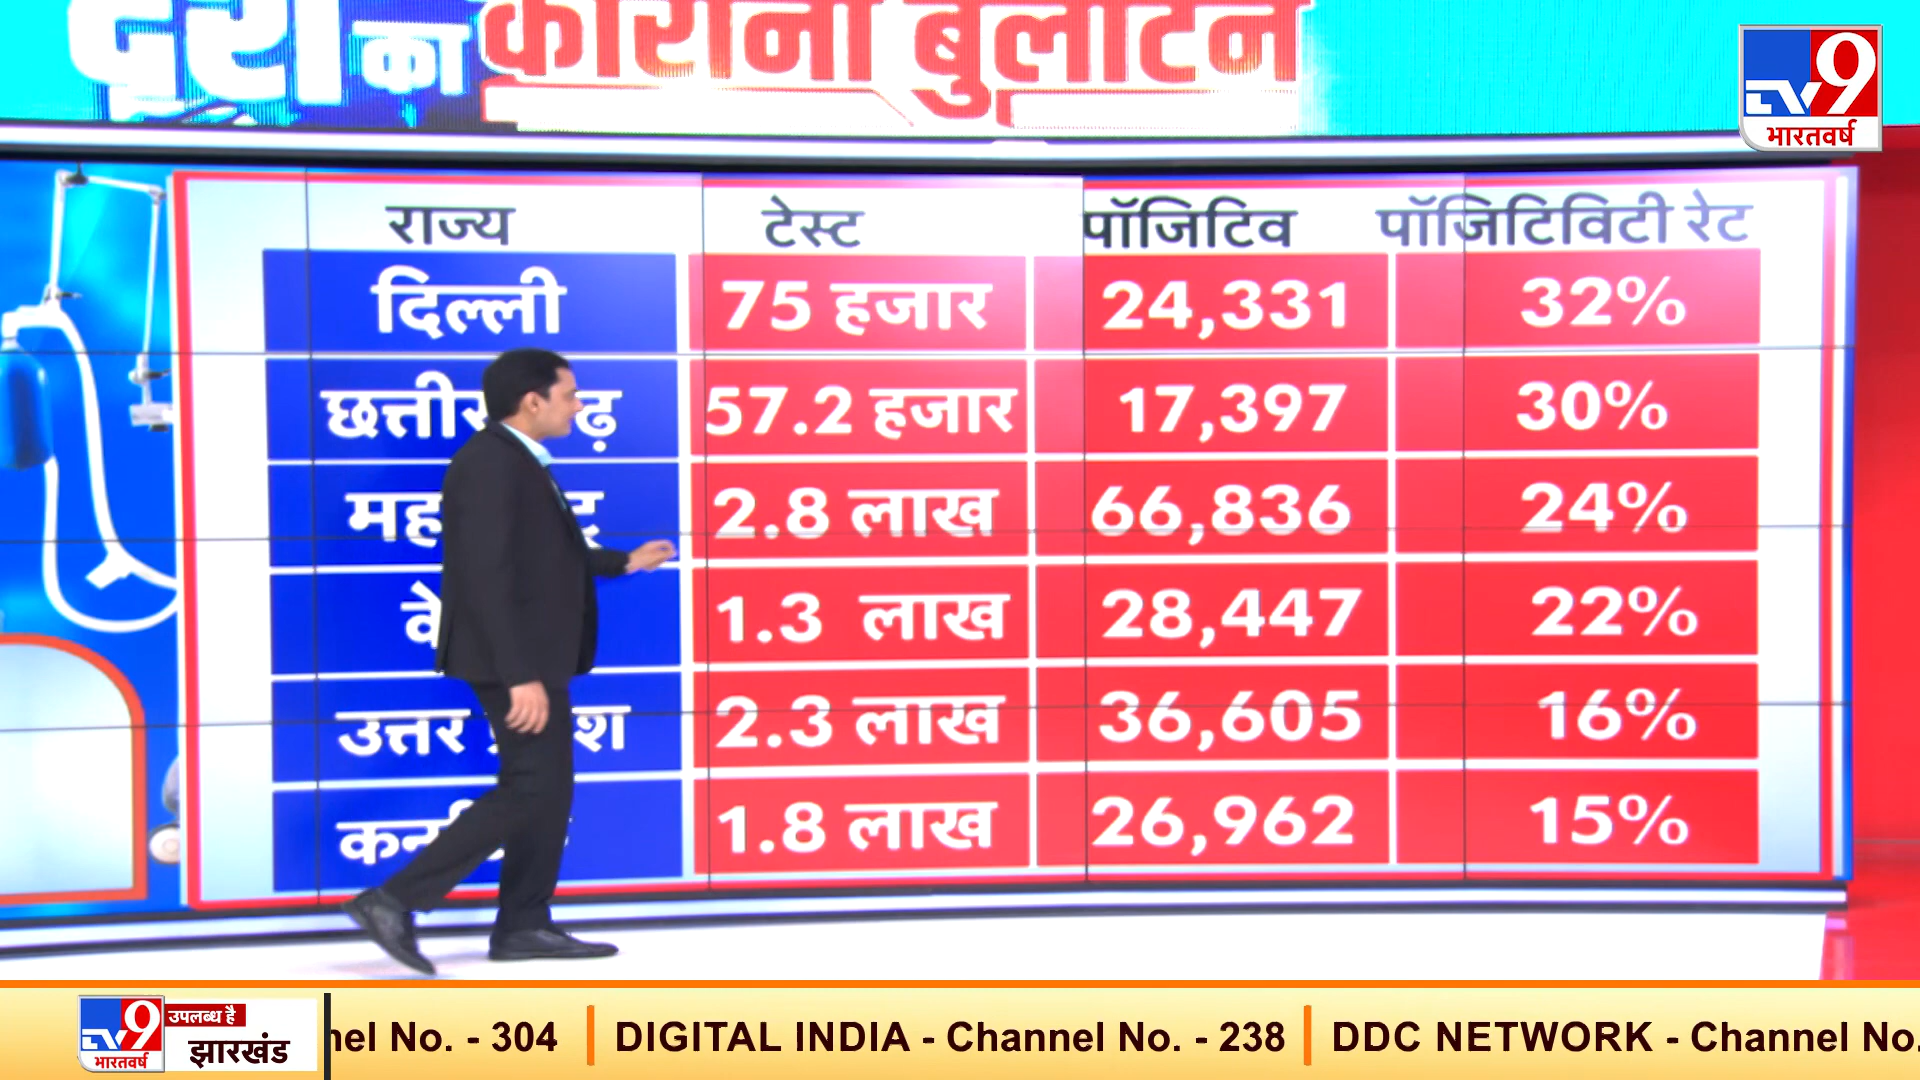 का कोरोना बुलेटिन
TV9
भारतवर्ष
राज्य टेस्ट पॉजिटिव पॉजिटिविटी रेट
दिल्ली 75 हजार 24,331 32%
57.2 हजार 17,397 30%
2.8 लाख 66,836 24%
1.3 लाख 28,447 22%
उत्तर 2.3 लाख 36,605 16%
1.8 लाख 26,962 15%
TV9 भारतवर्ष उपलब्ध है झारखंड
nel No. - 304 | DIGITAL INDIA - Channel No. - 238 | DDC NETWORK - Channel No.